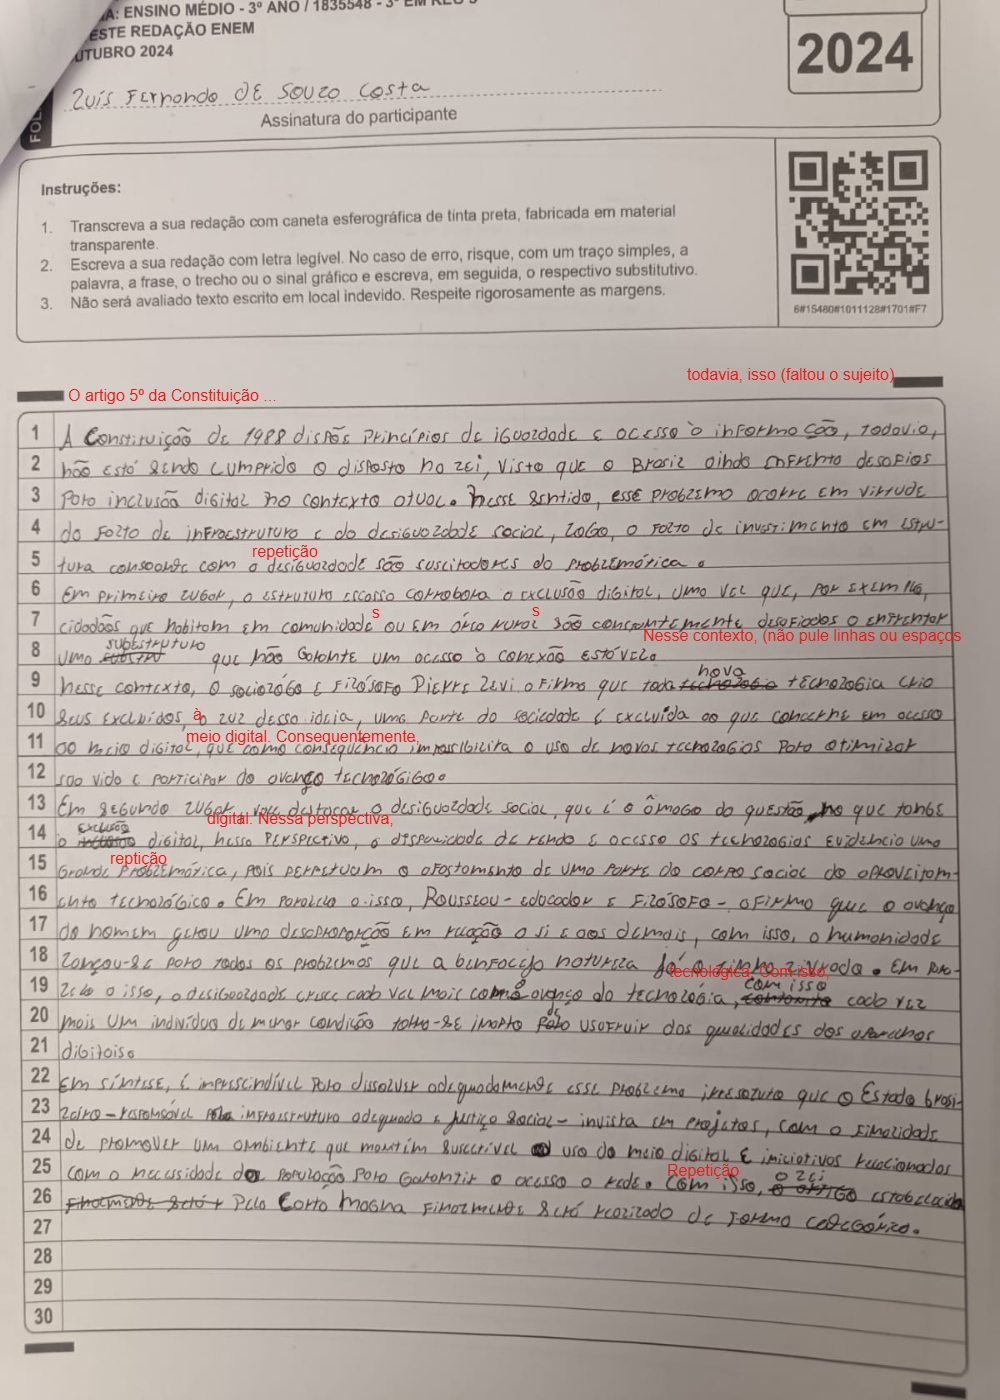 A: ENSINO MÉDIO - 3º ANO / 1835548 - 3º EM REG
ESTE REDAÇÃO ENEM
UTUBRO 2024
2024
Luís Fernando de Souza Costa
Assinatura do participante
FOL
Instruções:
1. Transcreva a sua redação com caneta esferográfica de tinta preta, fabricada em material
transparente.
2. Escreva a sua redação com letra legível. No caso de erro, risque, com um traço simples, a
palavra, a frase, o trecho ou o sinal gráfico e escreva, em seguida, o respectivo substitutivo.
3. Não será avaliado texto escrito em local indevido. Respeite rigorosamente as margens.
6#15480#1011128#1701#F7
todavia, isso (faltou o sujeito)
O artigo 5º da Constituição ...
1 A Constituição de 1988 dispõe princípios de igualdade e acesso à informação, todavia,
2 não está sendo cumprido o disposto na lei, visto que o Brasil ainda enfrenta desafios
3 para inclusão digital no contexto atual. Nesse sentido, esse problema ocorre em virtude
4 da falta de infraestrutura e da desigualdade social, logo, a falta de investimento em estru-
repetição
5 tura consoante com a desigualdade são suscitadores da problemática.
6 Em primeiro lugar, a estrutura escassa corrobora a exclusão digital, uma vez que, por exemplo,
s s
7 cidadãos que habitam em comunidade ou em área rural são constantemente desafiados a enfrentar
Nesse contexto, (não pule linhas ou espaços
substrutura
8 uma que não garante um acesso à conexão estável.
nova
9 Nesse contexto, o sociológo e filósofo Pierre Levi afirma que toda tecnologia tecnologia cria
à
10 seus excluídos, a luz dessa ideia, uma parte da sociedade é excluída ao que concerne em acesso
meio digital. Consequentemente,
11 ao meio digital, que como consequência impossibilita o uso de novas tecnologias para otimizar
12 sao vida e participar do avanço tecnológico.
13 Em segundo lugar, vale destacar a desigualdade social, que é o âmago da questão, no que tange
digital. Nessa perspectiva,
exclusão
14 a inclusão digital, nessa perspectiva, a disparidade de renda e acesso as tecnologias evidencia uma
reptição
15 grande problemática, pois perpetuam o afastamento de uma parte do corpo social do aproveitam-
16 ento tecnológico. Em paralelo a isso, Rousseau - educador e filósofo - afirma que o avanço
17 do homem gerou uma desproporção em relação a si e aos demais, com isso, a humanidade
18 lançou-se para todos os problemas que a benfaceja natureza já o tinha livrado. Em para-
tecnológica. Com isso,
com isso
19 lelo a isso, a desigualdade cresce cada vez mais com o avanço da tecnológia, cada vez
de
20 mais um indivíduo de menor condição torna-se inapto para usufruir das qualidades dos aparelhos
21 digitais.
22 Em síntese, é imprescindível para dissolver adequadamente esse problema irresoluto que o Estado brasi-
23 leiro - responsável pela infraestrutura adequada e justiça social - invista em projetos, com a finalidade
24 de promover um ambiente que mantém suscetível ao uso do meio digital e iniciativas relacionadas
Repetição
25 com a necessidade da população para garantir o acesso a rede. Com isso, a lei
26 o artigo estabelecida
finalmente será pela Carta Magna finalmente será realizado de forma categórica.
27
28
29
30